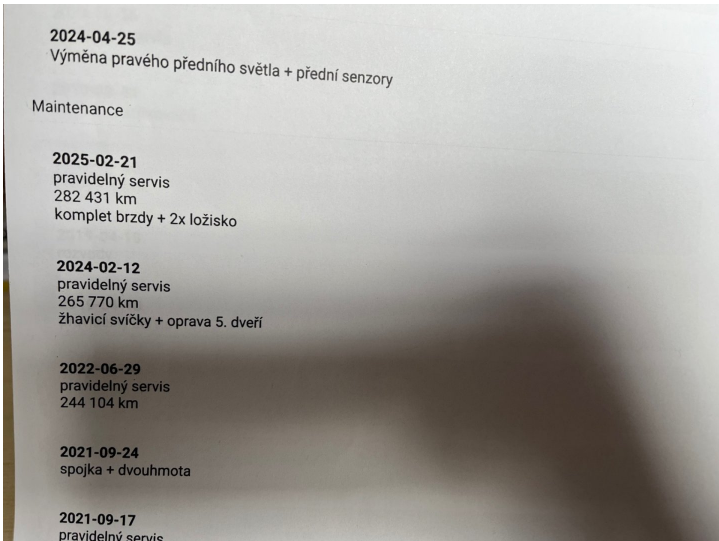 2024-04-25
Výměna pravého předního světla + přední senzory
Maintenance
2025-02-21
pravidelný servis
282 431 km
komplet brzdy + 2x ložisko
2024-02-12
pravidelný servis
265 770 km
žhavicí svíčky + oprava 5. dveří
2022-06-29
pravidelný servis
244 104 km
2021-09-24
spojka + dvouhmota
2021-09-17
pravidelný servis